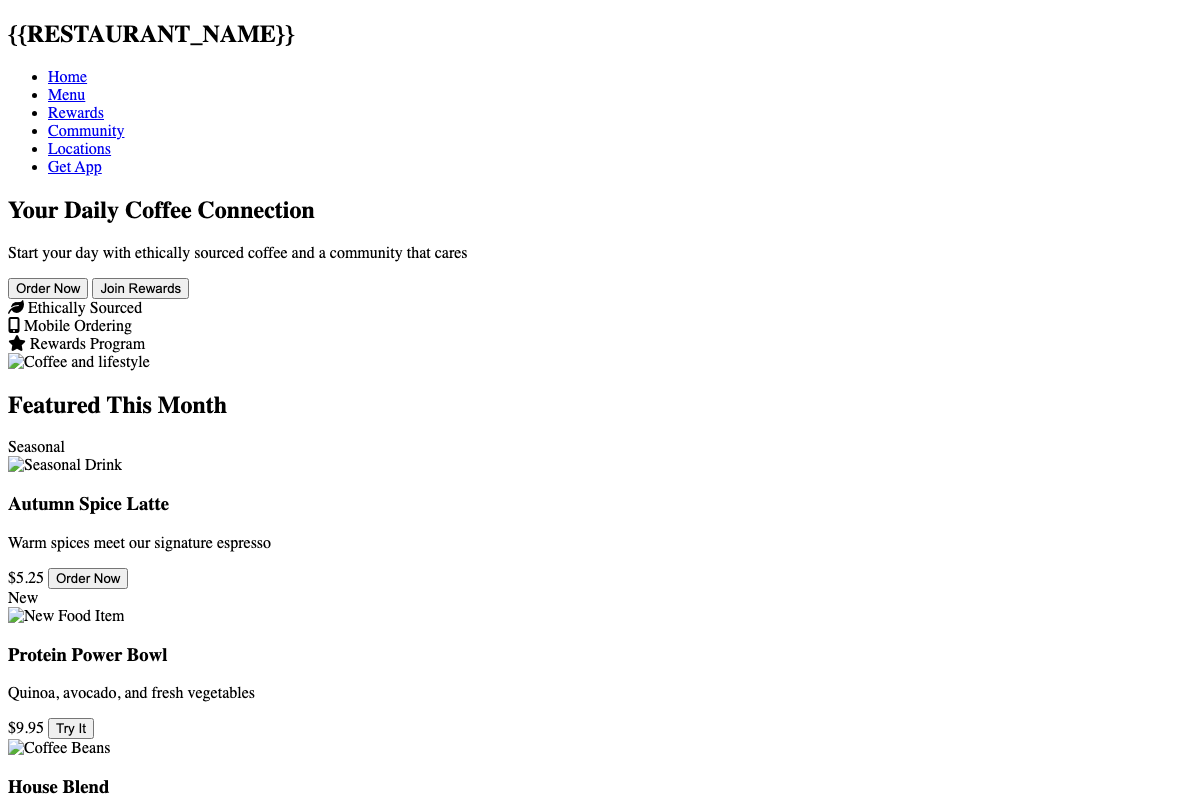 {{RESTAURANT_NAME}}
Home
Menu
Rewards
Community
Locations
Get App
Your Daily Coffee Connection
Start your day with ethically sourced coffee and a community that cares
Order Now Join Rewards
Ethically Sourced
Mobile Ordering
Rewards Program
Coffee and lifestyle
Featured This Month
Seasonal
Seasonal Drink
Autumn Spice Latte
Warm spices meet our signature espresso
$5.25 Order Now
New
New Food Item
Protein Power Bowl
Quinoa, avocado, and fresh vegetables
$9.95 Try It
Coffee Beans
House Blend